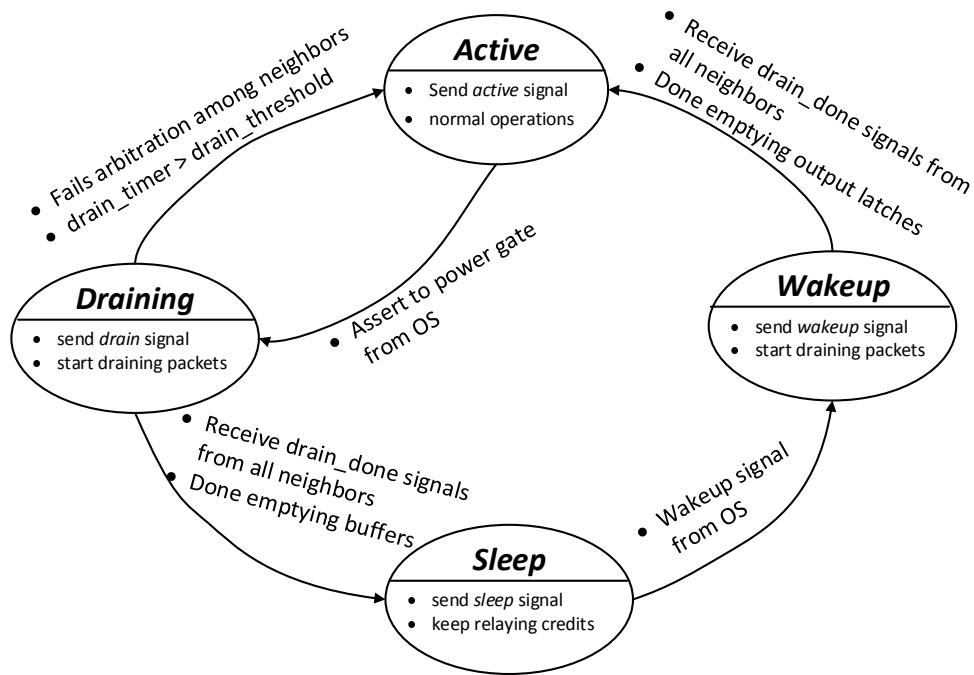 Active
• Send active signal
• normal operations
• Fails arbitration among neighbors
• drain_timer > drain_threshold
• Receive drain_done signals from
all neighbors
• Done emptying output latches
• Assert to power gate
from OS
Draining
• send drain signal
• start draining packets
Wakeup
• send wakeup signal
• start draining packets
• Receive drain_done signals
from all neighbors
• Done emptying buffers
• Wakeup signal
from OS
Sleep
• send sleep signal
• keep relaying credits